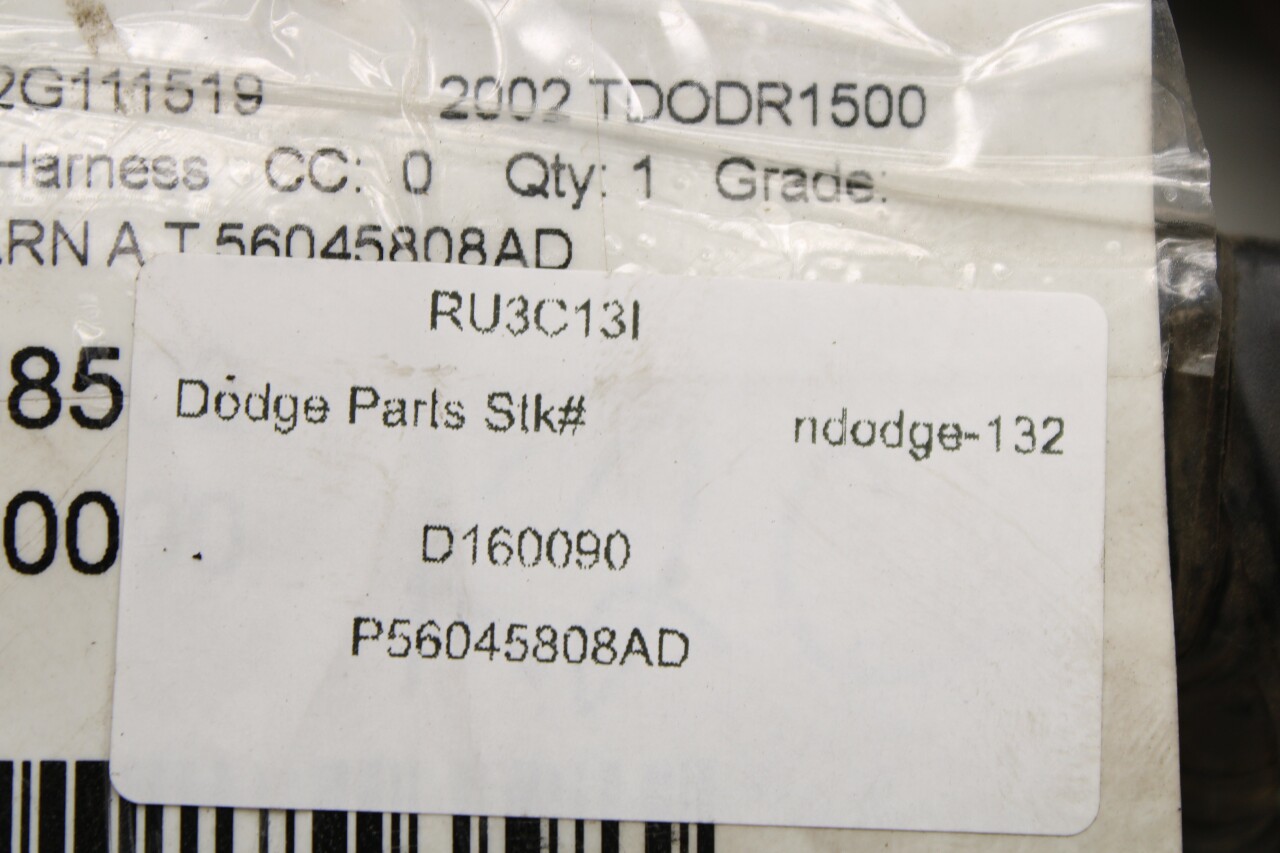 2G111519 2002 TDODR1500
Harness CC: 0 Qty: 1 Grade:
RN A T 56045808AD
RU3C13I
85
Dodge Parts Stk# ndodge-132
00
D160090
P56045808AD